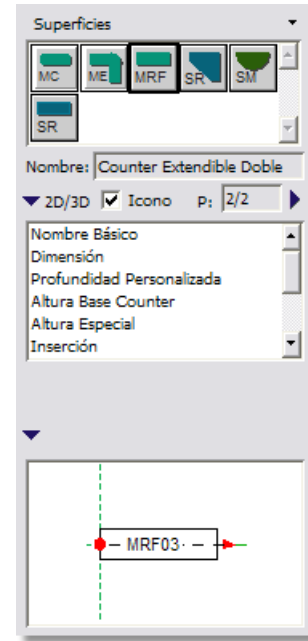 Superficies
MC ME MRF SR SM
SR
Nombre: Counter Extendible Doble
2D/3D Icono P: 2/2
Nombre Básico
Dimensión
Profundidad Personalizada
Altura Base Counter
Altura Especial
Inserción
MRF03